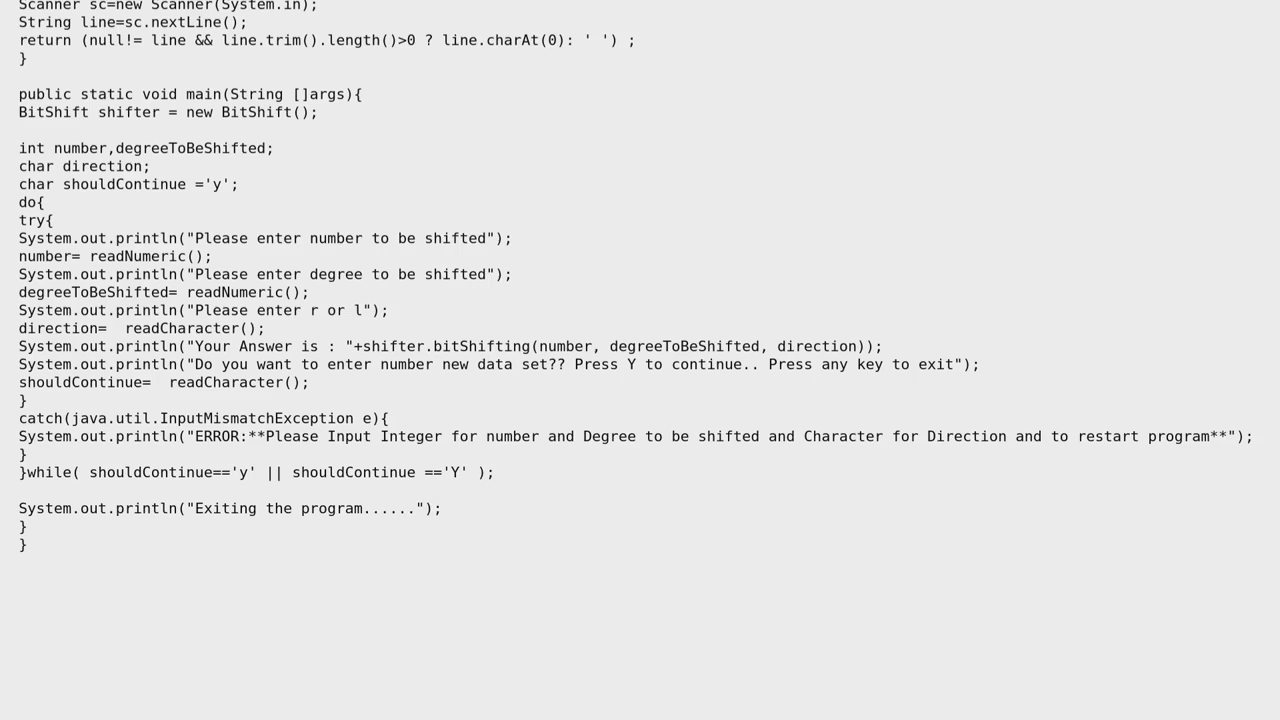 Scanner sc=new Scanner(System.in);
String line=sc.nextLine();
return (null!= line && line.trim().length()>0 ? line.charAt(0): ' ') ;
}
public static void main(String []args){
BitShift shifter = new BitShift();
int number,degreeToBeShifted;
char direction;
char shouldContinue ='y';
do{
try{
System.out.println("Please enter number to be shifted");
number= readNumeric();
System.out.println("Please enter degree to be shifted");
degreeToBeShifted= readNumeric();
System.out.println("Please enter r or l");
direction=  readCharacter();
System.out.println("Your Answer is : "+shifter.bitShifting(number, degreeToBeShifted, direction));
System.out.println("Do you want to enter number new data set?? Press Y to continue.. Press any key to exit");
shouldContinue=  readCharacter();
}
catch(java.util.InputMismatchException e){
System.out.println("ERROR:**Please Input Integer for number and Degree to be shifted and Character for Direction and to restart program**");
}
}while( shouldContinue=='y' || shouldContinue =='Y' );
System.out.println("Exiting the program......");
}
}